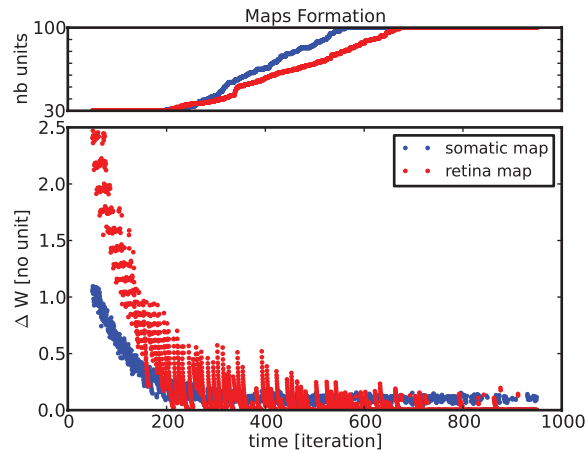 Maps Formation
100
nb units
30
2.5
somatic map
retina map
2.0
1.5
Δ W [no unit]
1.0
0.5
0.0
0 200 400 600 800 1000
time [iteration]